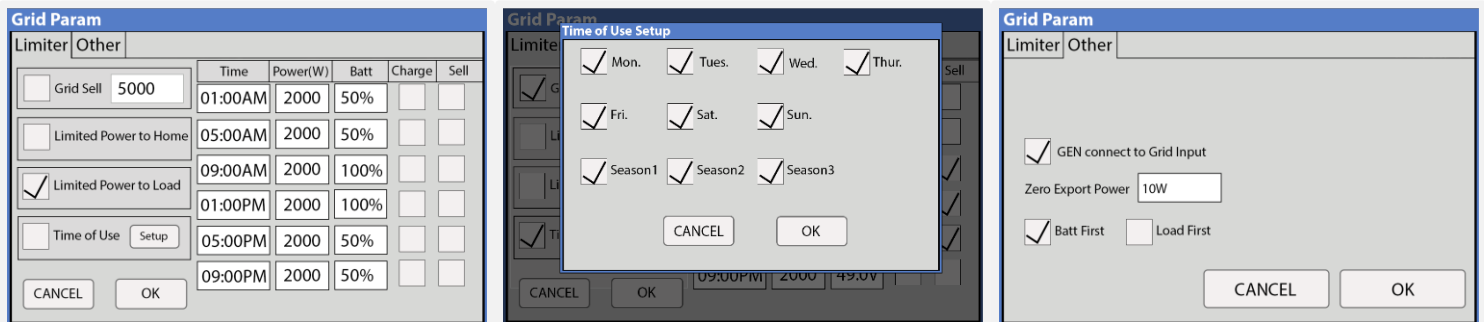 Grid Param
Limiter Other
Time Power(W) Batt Charge Sell
Grid Sell 5000
01:00AM 2000 50%
Limited Power to Home 05:00AM 2000 50%
09:00AM 2000 100%
Limited Power to Load
01:00PM 2000 100%
Time of Use Setup 05:00PM 2000 50%
09:00PM 2000 50%
CANCEL OK
Grid Param
Time of Use Setup
Limite
Sell
Mon. Tues. Wed. Thur.
G
Li
Fri. Sat. Sun.
Li
Season1 Season2 Season3
Ti
CANCEL OK
09:00PM 2000 49.0V
CANCEL OK
Grid Param
Limiter Other
GEN connect to Grid Input
Zero Export Power 10W
Batt First Load First
CANCEL OK